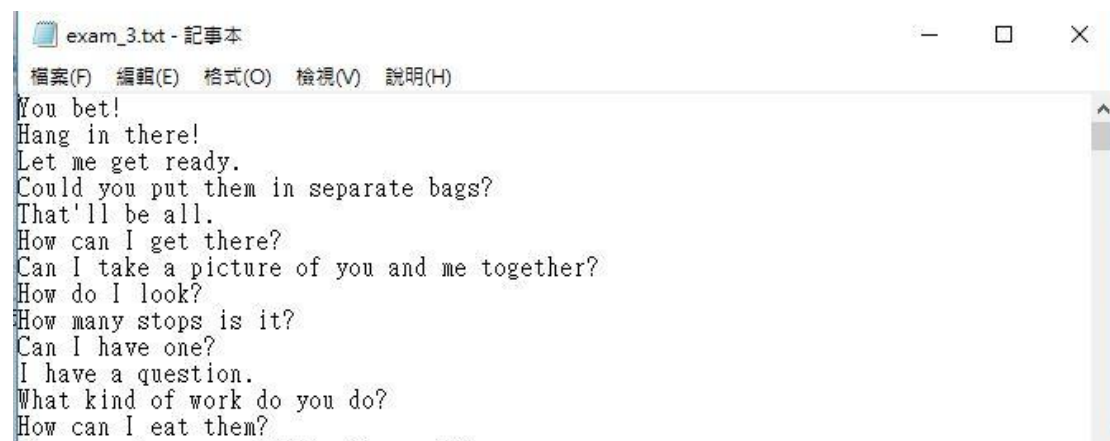 exam_3.txt - 記事本
檔案(F) 編輯(E) 格式(O) 檢視(V) 說明(H)
You bet!
Hang in there!
Let me get ready.
Could you put them in separate bags?
That'll be all.
How can I get there?
Can I take a picture of you and me together?
How do I look?
How many stops is it?
Can I have one?
I have a question.
What kind of work do you do?
How can I eat them?